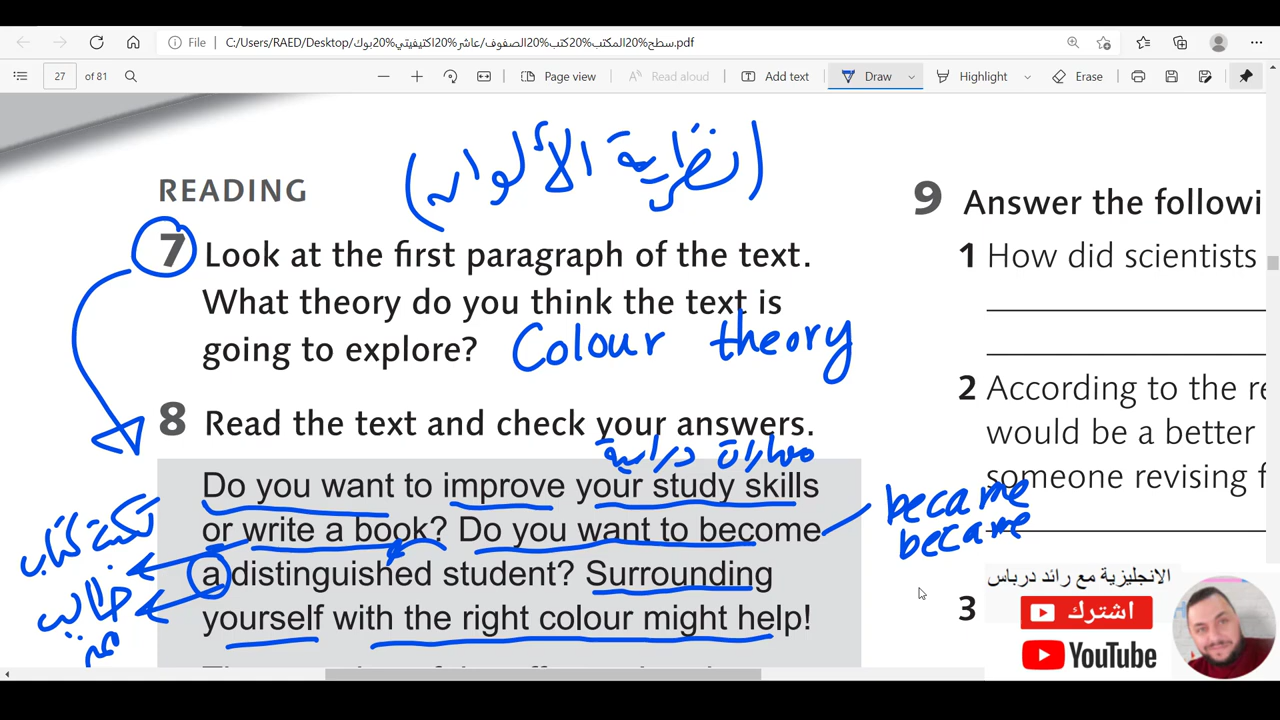 File C:/Users/RAED/Desktop/سطح%20المكتب%20كتب%20الصفوف/عاشر%20اكتيفيتي%20بوك.pdf
27 of 81 Page view Read aloud Add text Draw Highlight Erase
(نظرية الألوان)
READING
7 Look at the first paragraph of the text.
What theory do you think the text is
going to explore? Colour theory
8 Read the text and check your answers.
مهارات دراسية
Do you want to improve your study skills
or write a book? Do you want to become
became
became
a distinguished student? Surrounding
yourself with the right colour might help!
تكتب كتاب
طالب
9 Answer the followi
1 How did scientists
2 According to the re
would be a better
someone revising f
3
الانجليزية مع رائد درباس
اشترك
YouTube